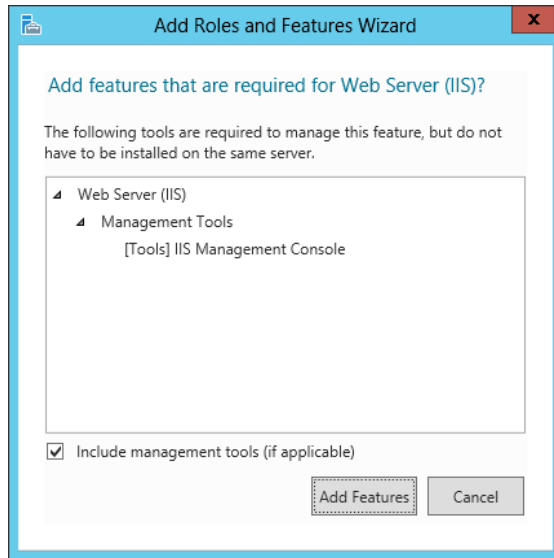 Add Roles and Features Wizard
x
Add features that are required for Web Server (IIS)?
The following tools are required to manage this feature, but do not
have to be installed on the same server.
Web Server (IIS)
Management Tools
[Tools] IIS Management Console
Include management tools (if applicable)
Add Features
Cancel